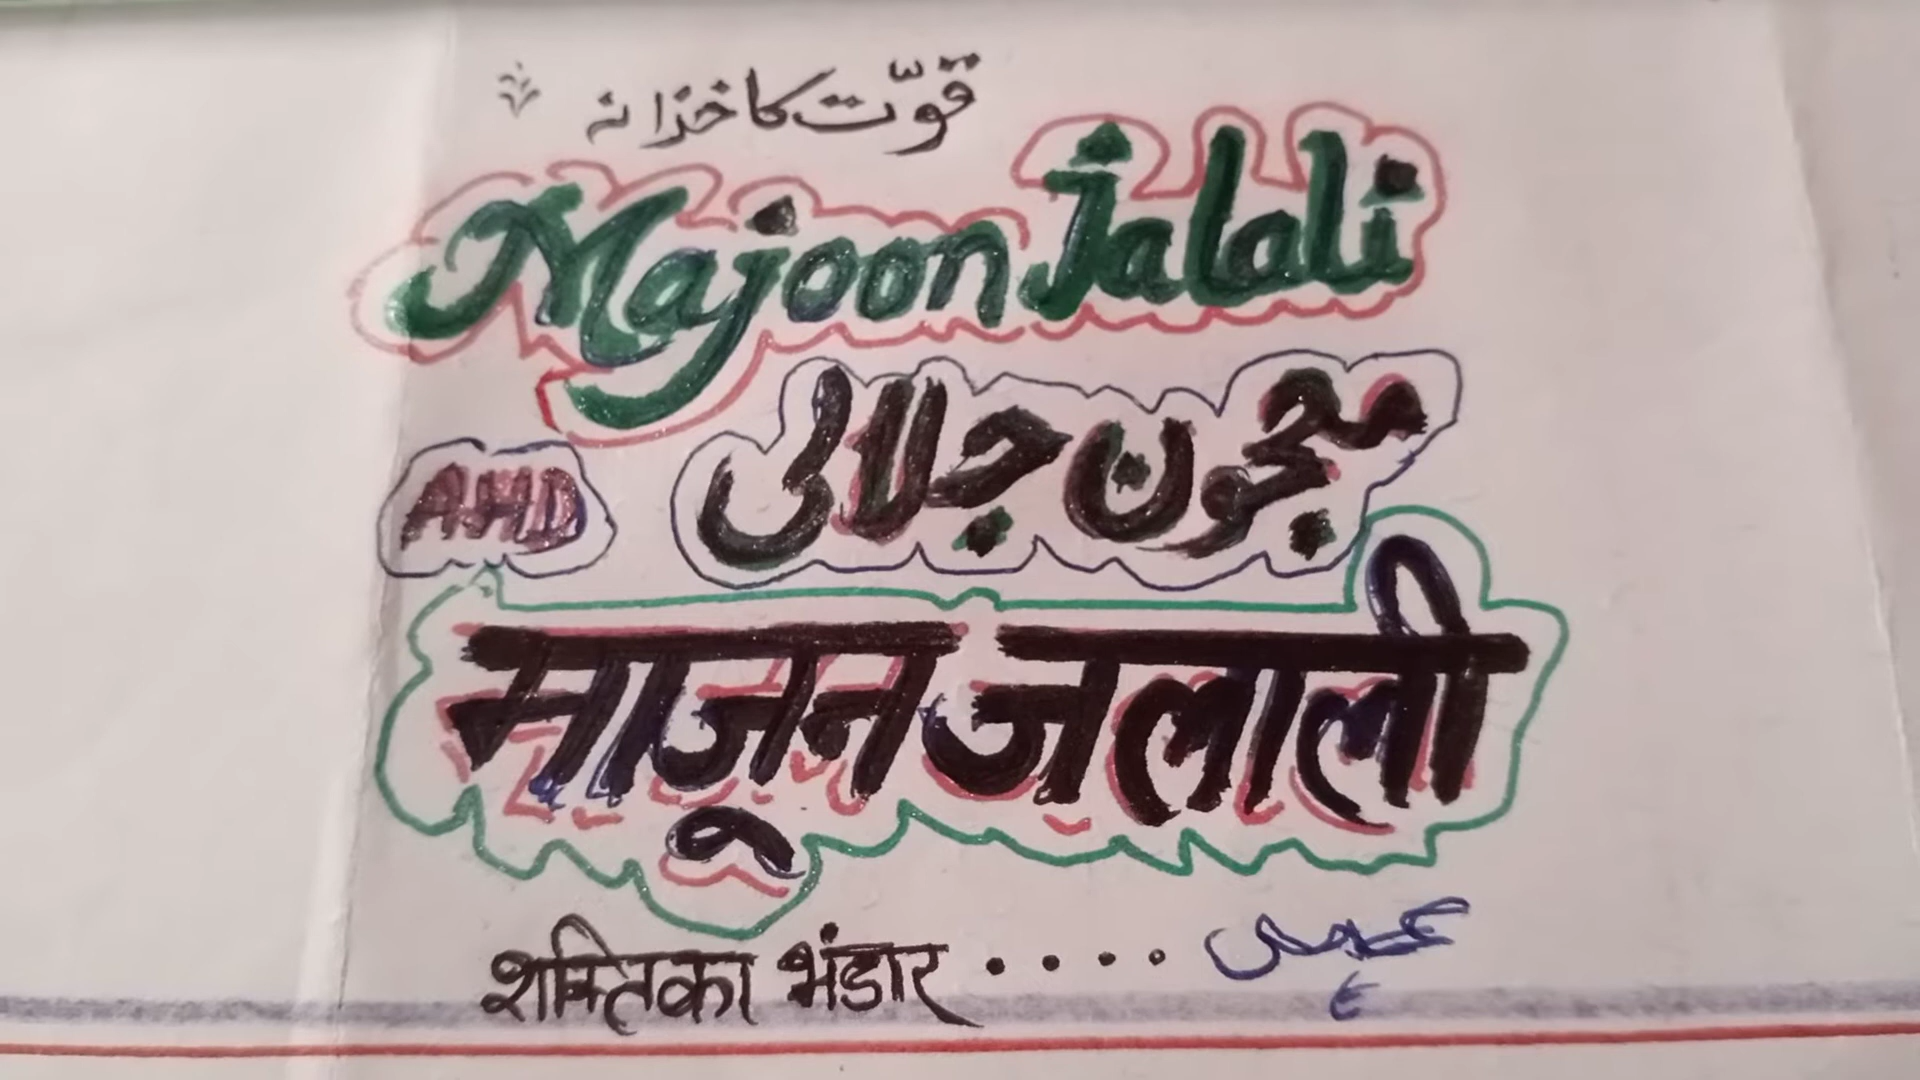 قوّت کا خزانہ
Majoon Jalali
معجون جلالی
AHD
माजून जलाली
शक्ति का भंडार ....